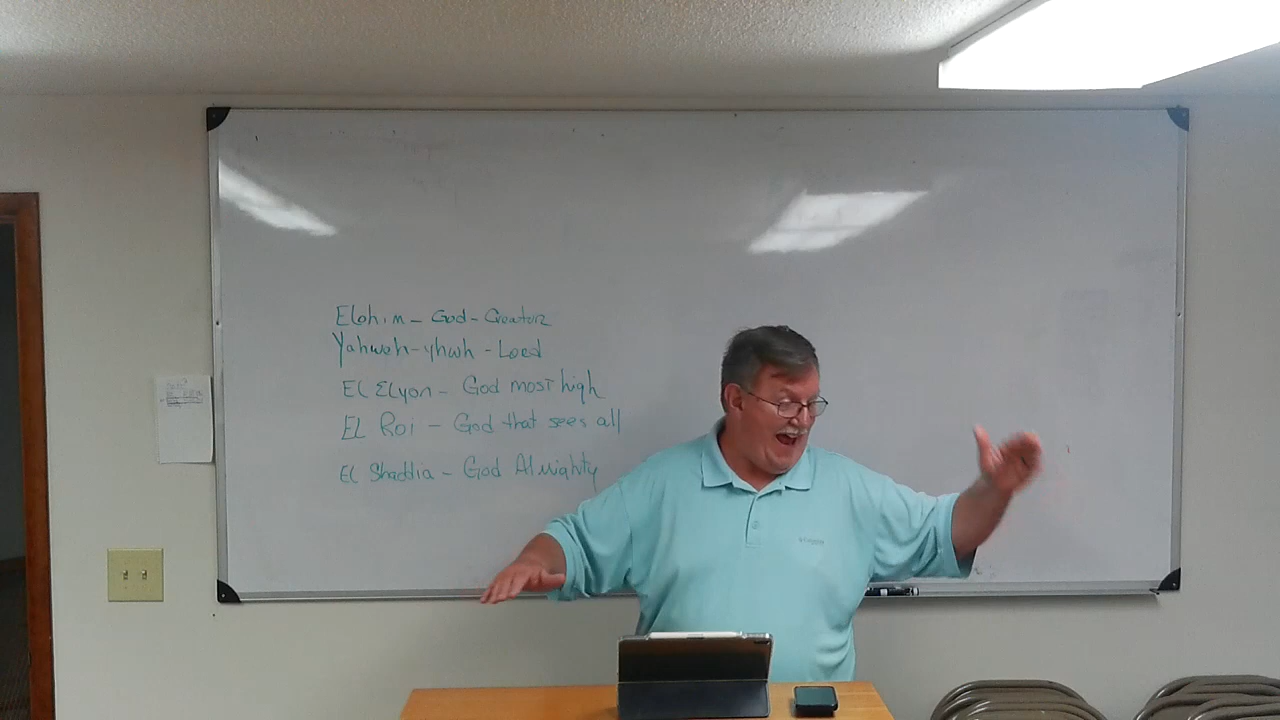 Elohim - God - Creator
Yahweh - yhwh - Lord
EL ELyon - God most high
EL Roi - God that sees all
EL Shaddia - God Almighty